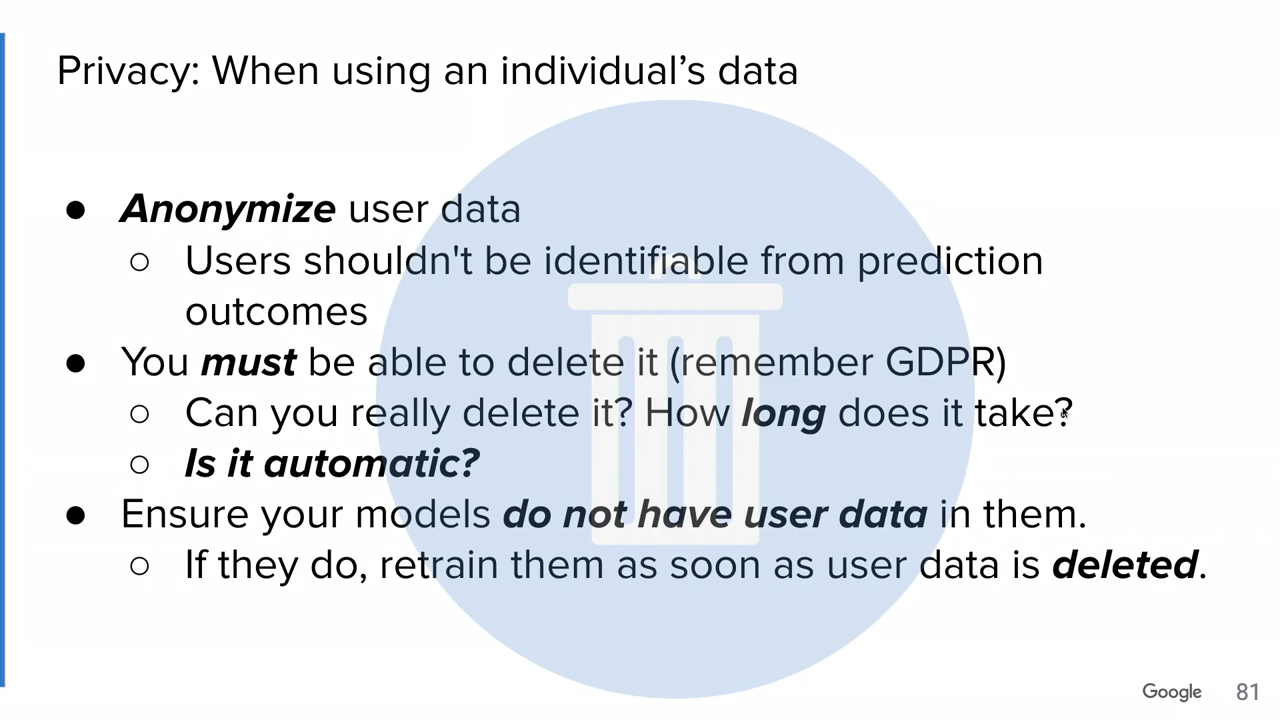 Privacy: When using an individual’s data
● Anonymize user data
○ Users shouldn't be identifiable from prediction
outcomes
● You must be able to delete it (remember GDPR)
○ Can you really delete it? How long does it take?
○ Is it automatic?
● Ensure your models do not have user data in them.
○ If they do, retrain them as soon as user data is deleted.
Google 81